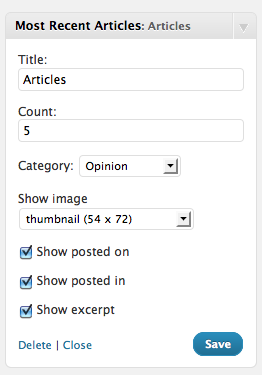 Most Recent Articles: Articles
Title:
Articles
Count:
5
Category: Opinion
Show image
thumbnail (54 x 72)
Show posted on
Show posted in
Show excerpt
Delete | Close Save